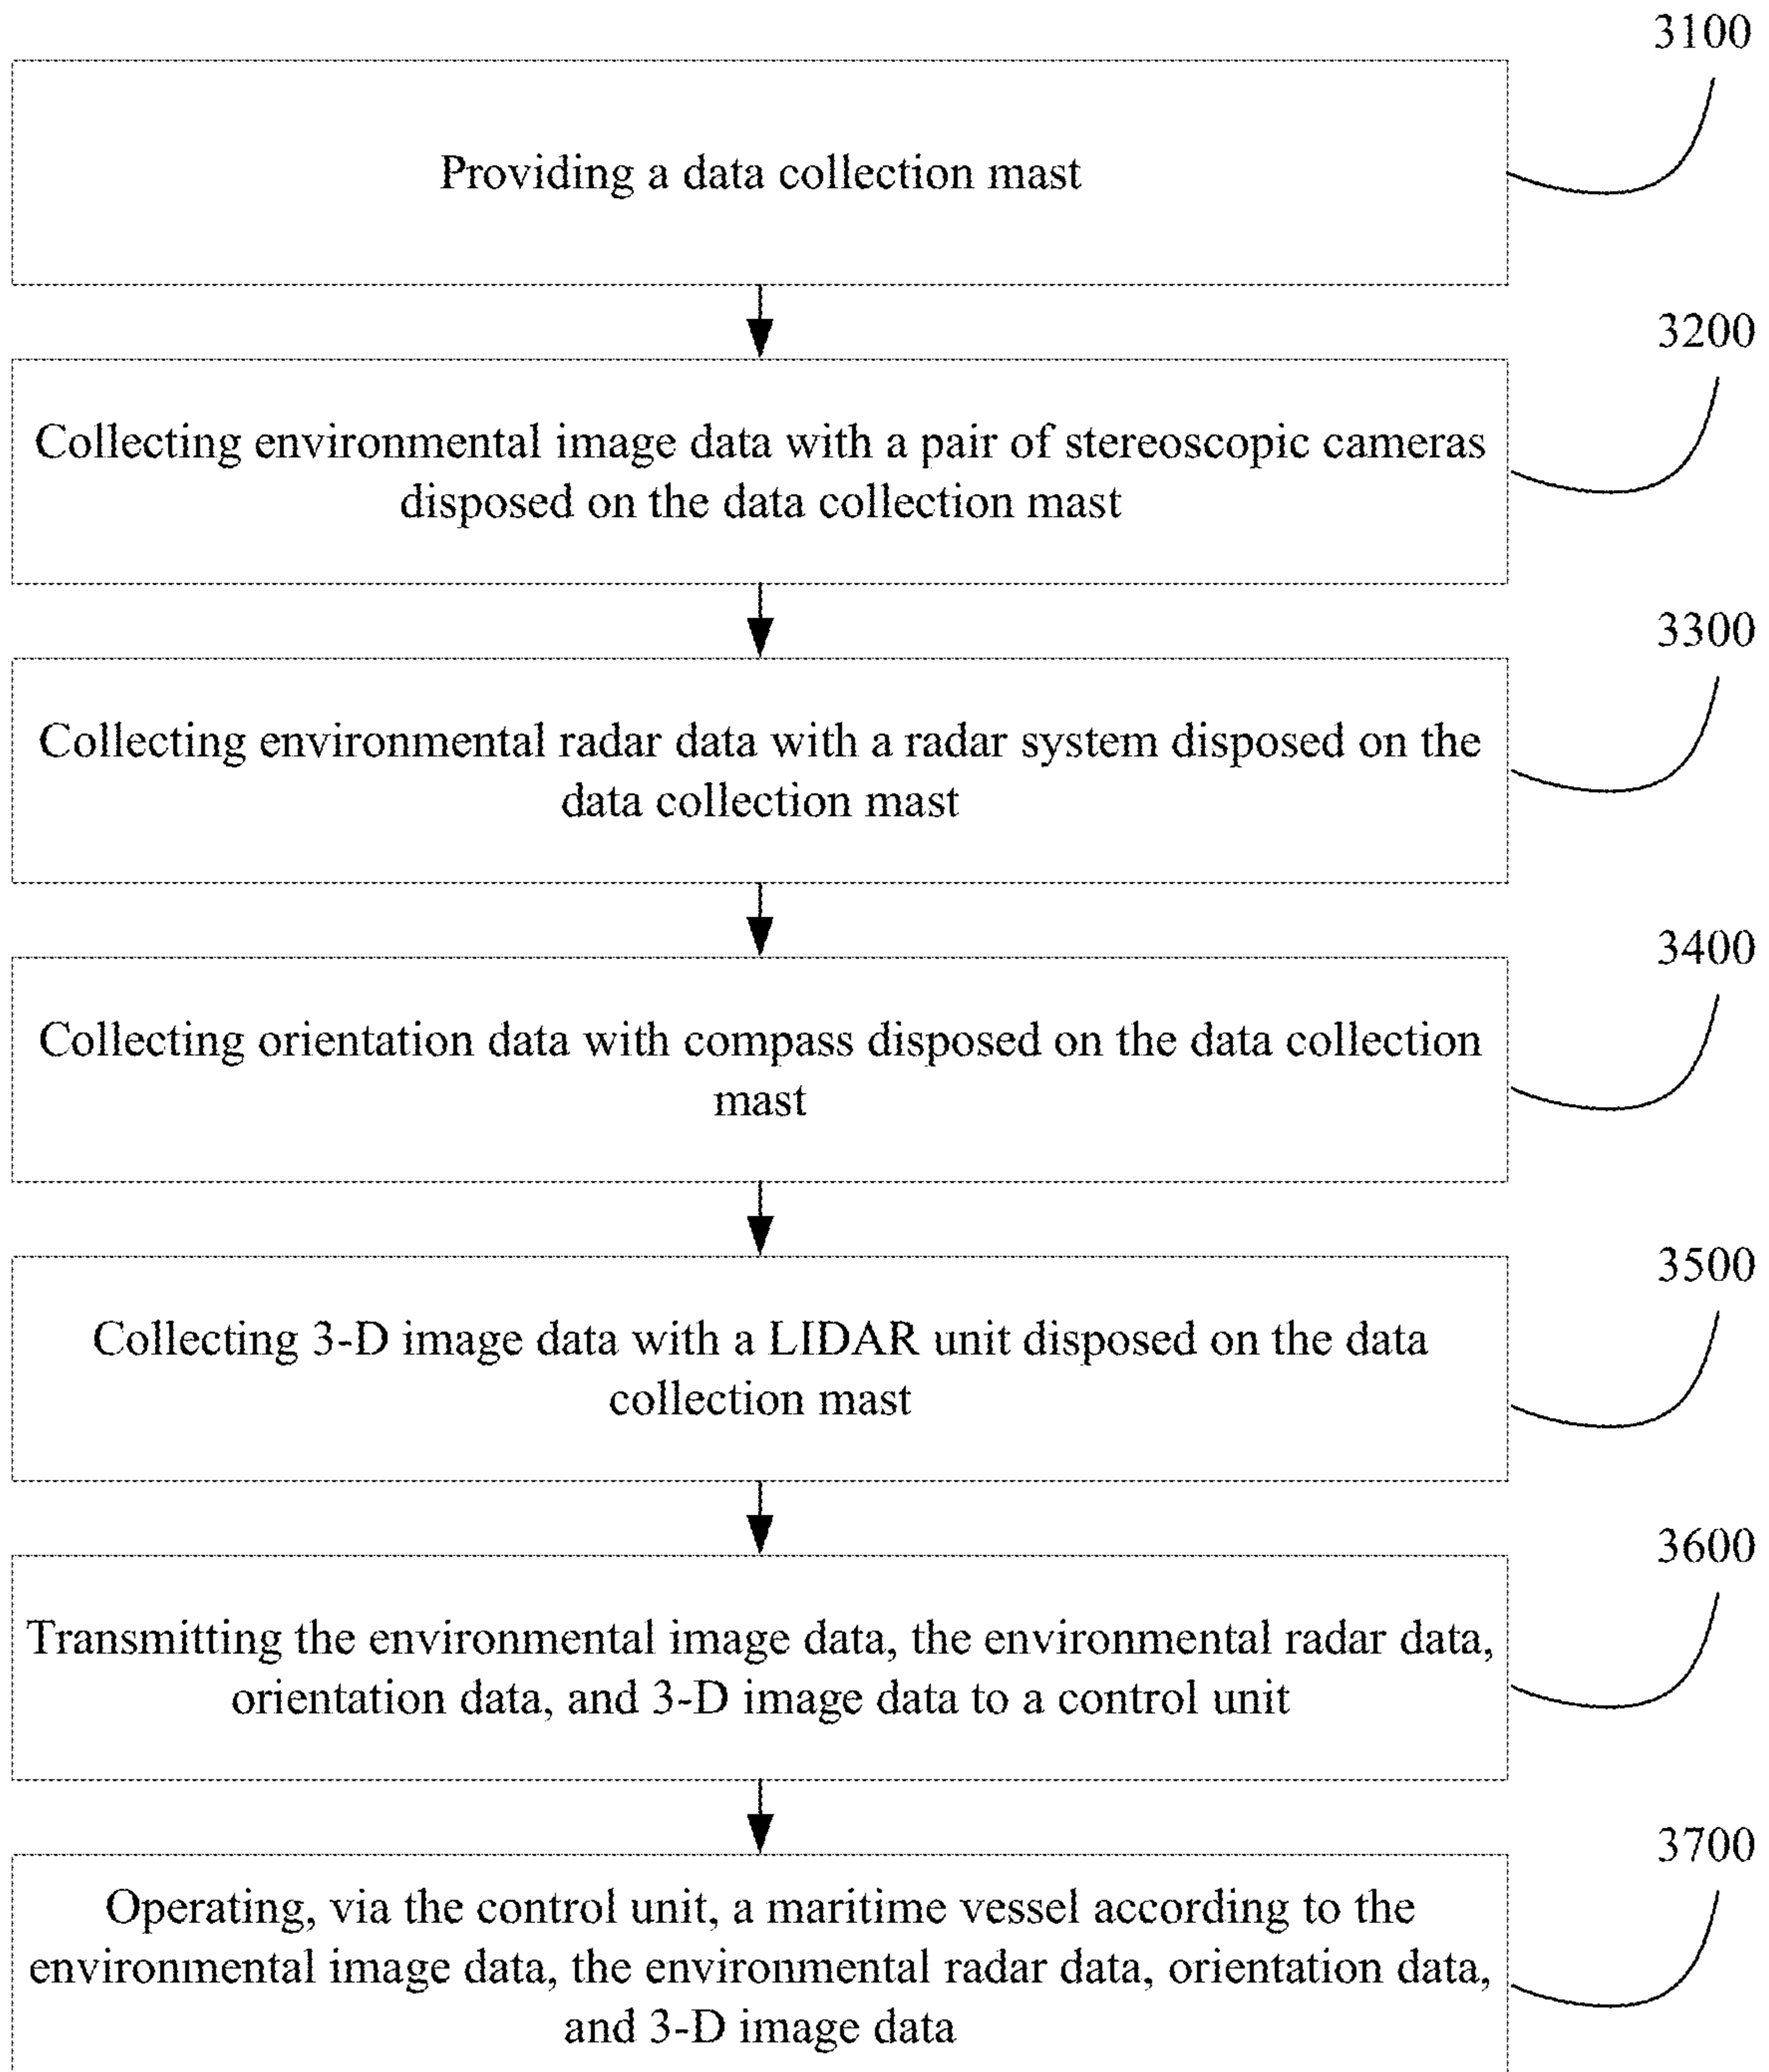 3100
Providing a data collection mast
3200
Collecting environmental image data with a pair of stereoscopic cameras
disposed on the data collection mast
3300
Collecting environmental radar data with a radar system disposed on the
data collection mast
3400
Collecting orientation data with compass disposed on the data collection
mast
3500
Collecting 3-D image data with a LIDAR unit disposed on the data
collection mast
3600
Transmitting the environmental image data, the environmental radar data,
orientation data, and 3-D image data to a control unit
3700
Operating, via the control unit, a maritime vessel according to the
environmental image data, the environmental radar data, orientation data,
and 3-D image data